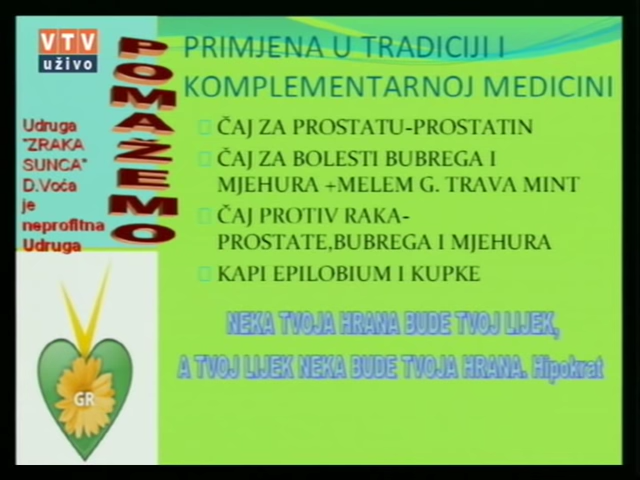 VTV
uživo
POMAŽEMO
Udruga
"ZRAKA
SUNCA"
D.Voća
je
neprofitna
Udruga
GR
PRIMJENA U TRADICIJI I
KOMPLEMENTARNOJ MEDICINI
ČAJ ZA PROSTATU-PROSTATIN
ČAJ ZA BOLESTI BUBREGA I
MJEHURA +MELEM G. TRAVA MINT
ČAJ PROTIV RAKA-
PROSTATE,BUBREGA I MJEHURA
KAPI EPILOBIUM I KUPKE
NEKA TVOJA HRANA BUDE TVOJ LIJEK,
A TVOJ LIJEK NEKA BUDE TVOJA HRANA. Hipokrat